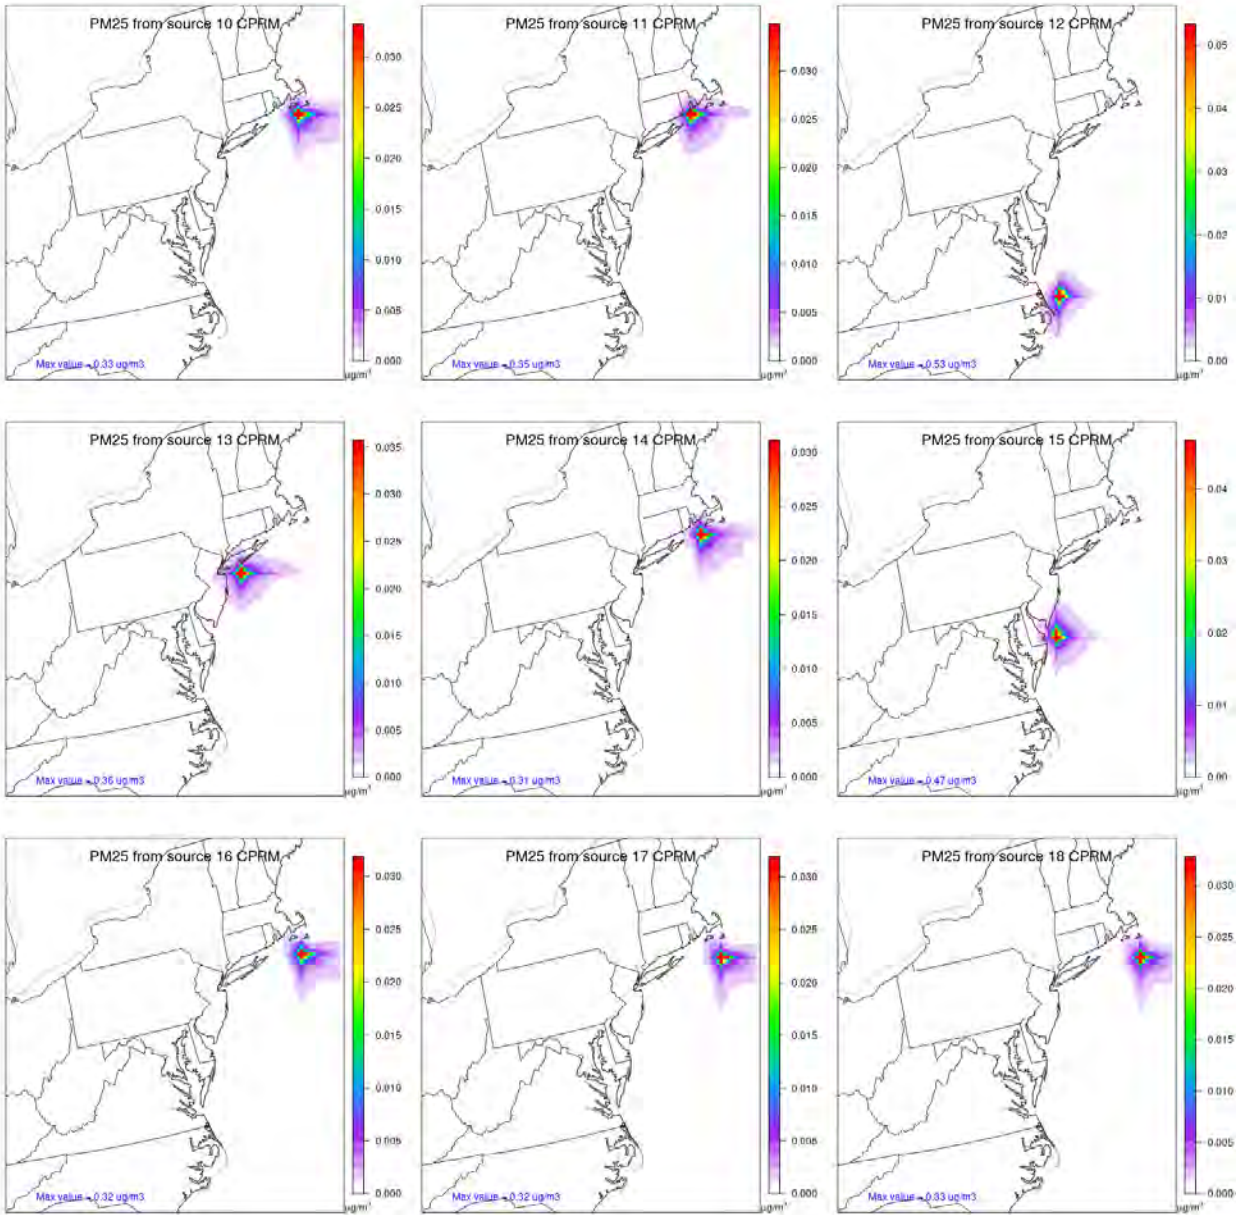 PM25 from source 10 CPRM
0.030
0.025
0.020
0.015
0.010
0.005
0.000
µg/m³
Max value = 0.33 ug/m3
PM25 from source 11 CPRM
0.030
0.025
0.020
0.015
0.010
0.005
0.000
µg/m³
Max value = 0.35 ug/m3
PM25 from source 12 CPRM
0.05
0.04
0.03
0.02
0.01
0.00
µg/m³
Max value = 0.53 ug/m3
PM25 from source 13 CPRM
0.035
0.030
0.025
0.020
0.015
0.010
0.005
0.000
µg/m³
Max value = 0.36 ug/m3
PM25 from source 14 CPRM
0.030
0.025
0.020
0.015
0.010
0.005
0.000
µg/m³
Max value = 0.31 ug/m3
PM25 from source 15 CPRM
0.04
0.03
0.02
0.01
0.00
µg/m³
Max value = 0.47 ug/m3
PM25 from source 16 CPRM
0.030
0.025
0.020
0.015
0.010
0.005
0.000
µg/m³
Max value = 0.32 ug/m3
PM25 from source 17 CPRM
0.030
0.025
0.020
0.015
0.010
0.005
0.000
µg/m³
Max value = 0.32 ug/m3
PM25 from source 18 CPRM
0.030
0.025
0.020
0.015
0.010
0.005
0.000
µg/m³
Max value = 0.33 ug/m3